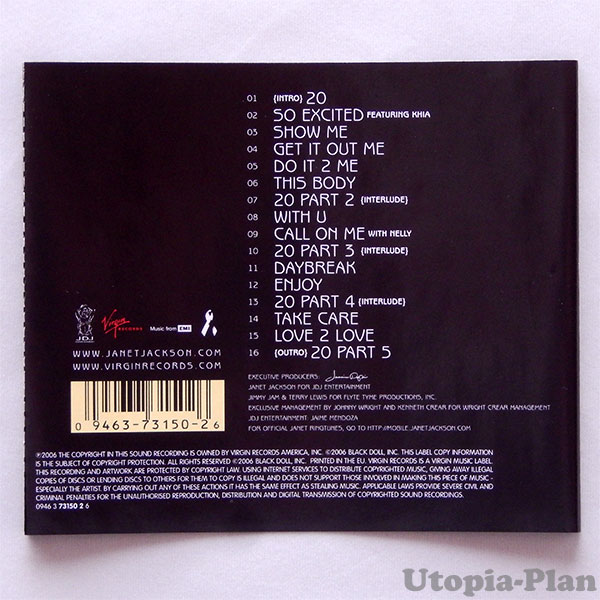 01 {INTRO} 20
02 SO EXCITED FEATURING KHIA
03 SHOW ME
04 GET IT OUT ME
05 DO IT 2 ME
06 THIS BODY
07 20 PART 2 {INTERLUDE}
08 WITH U
09 CALL ON ME WITH NELLY
10 20 PART 3 {INTERLUDE}
11 DAYBREAK
12 ENJOY
13 20 PART 4 {INTERLUDE}
14 TAKE CARE
15 LOVE 2 LOVE
16 {OUTRO} 20 PART 5
JDJ
Virgin RECORDS
Music from EMI
WWW.JANETJACKSON.COM
WWW.VIRGINRECORDS.COM
0 09463-73150-2 6
EXECUTIVE PRODUCERS:
JANET JACKSON FOR JDJ ENTERTAINMENT
JIMMY JAM & TERRY LEWIS FOR FLYTE TYME PRODUCTIONS, INC.
EXCLUSIVE MANAGEMENT BY JOHNNY WRIGHT AND KENNETH CREAR FOR WRIGHT CREAR MANAGEMENT
JDJ ENTERTAINMENT: JAIME MENDOZA
FOR OFFICIAL JANET RINGTUNES, GO TO HTTP://MOBILE.JANETJACKSON.COM
℗2006 THE COPYRIGHT IN THIS SOUND RECORDING IS OWNED BY VIRGIN RECORDS AMERICA, INC. ©2006 BLACK DOLL, INC. THIS LABEL COPY INFORMATION
IS THE SUBJECT OF COPYRIGHT PROTECTION. ALL RIGHTS RESERVED ©2006 BLACK DOLL, INC. PRINTED IN THE EU. VIRGIN RECORDS IS A VIRGIN MUSIC LABEL.
THIS RECORDING AND ARTWORK ARE PROTECTED BY COPYRIGHT LAW. USING INTERNET SERVICES TO DISTRIBUTE COPYRIGHTED MUSIC, GIVING AWAY ILLEGAL
COPIES OF DISCS OR LENDING DISCS TO OTHERS FOR THEM TO COPY IS ILLEGAL AND DOES NOT SUPPORT THOSE INVOLVED IN MAKING THIS PIECE OF MUSIC -
ESPECIALLY THE ARTIST. BY CARRYING OUT ANY OF THESE ACTIONS IT HAS THE SAME EFFECT AS STEALING MUSIC. APPLICABLE LAWS PROVIDE SEVERE CIVIL AND
CRIMINAL PENALTIES FOR THE UNAUTHORISED REPRODUCTION, DISTRIBUTION AND DIGITAL TRANSMISSION OF COPYRIGHTED SOUND RECORDINGS.
0946 3 73150 2 6
Utopia-Plan